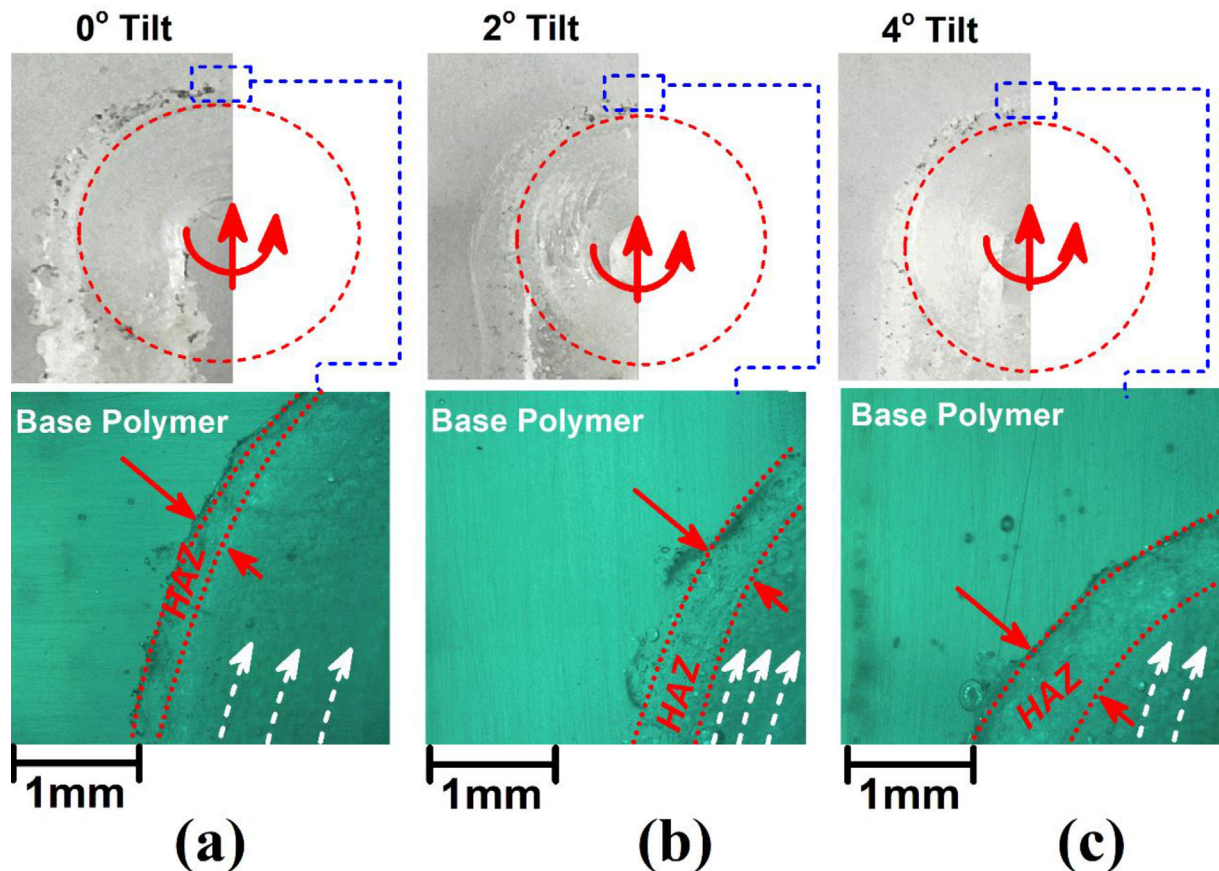 0° Tilt
2° Tilt
4° Tilt
Base Polymer
Base Polymer
Base Polymer
HAZ
HAZ
HAZ
1mm
1mm
1mm
(a)
(b)
(c)